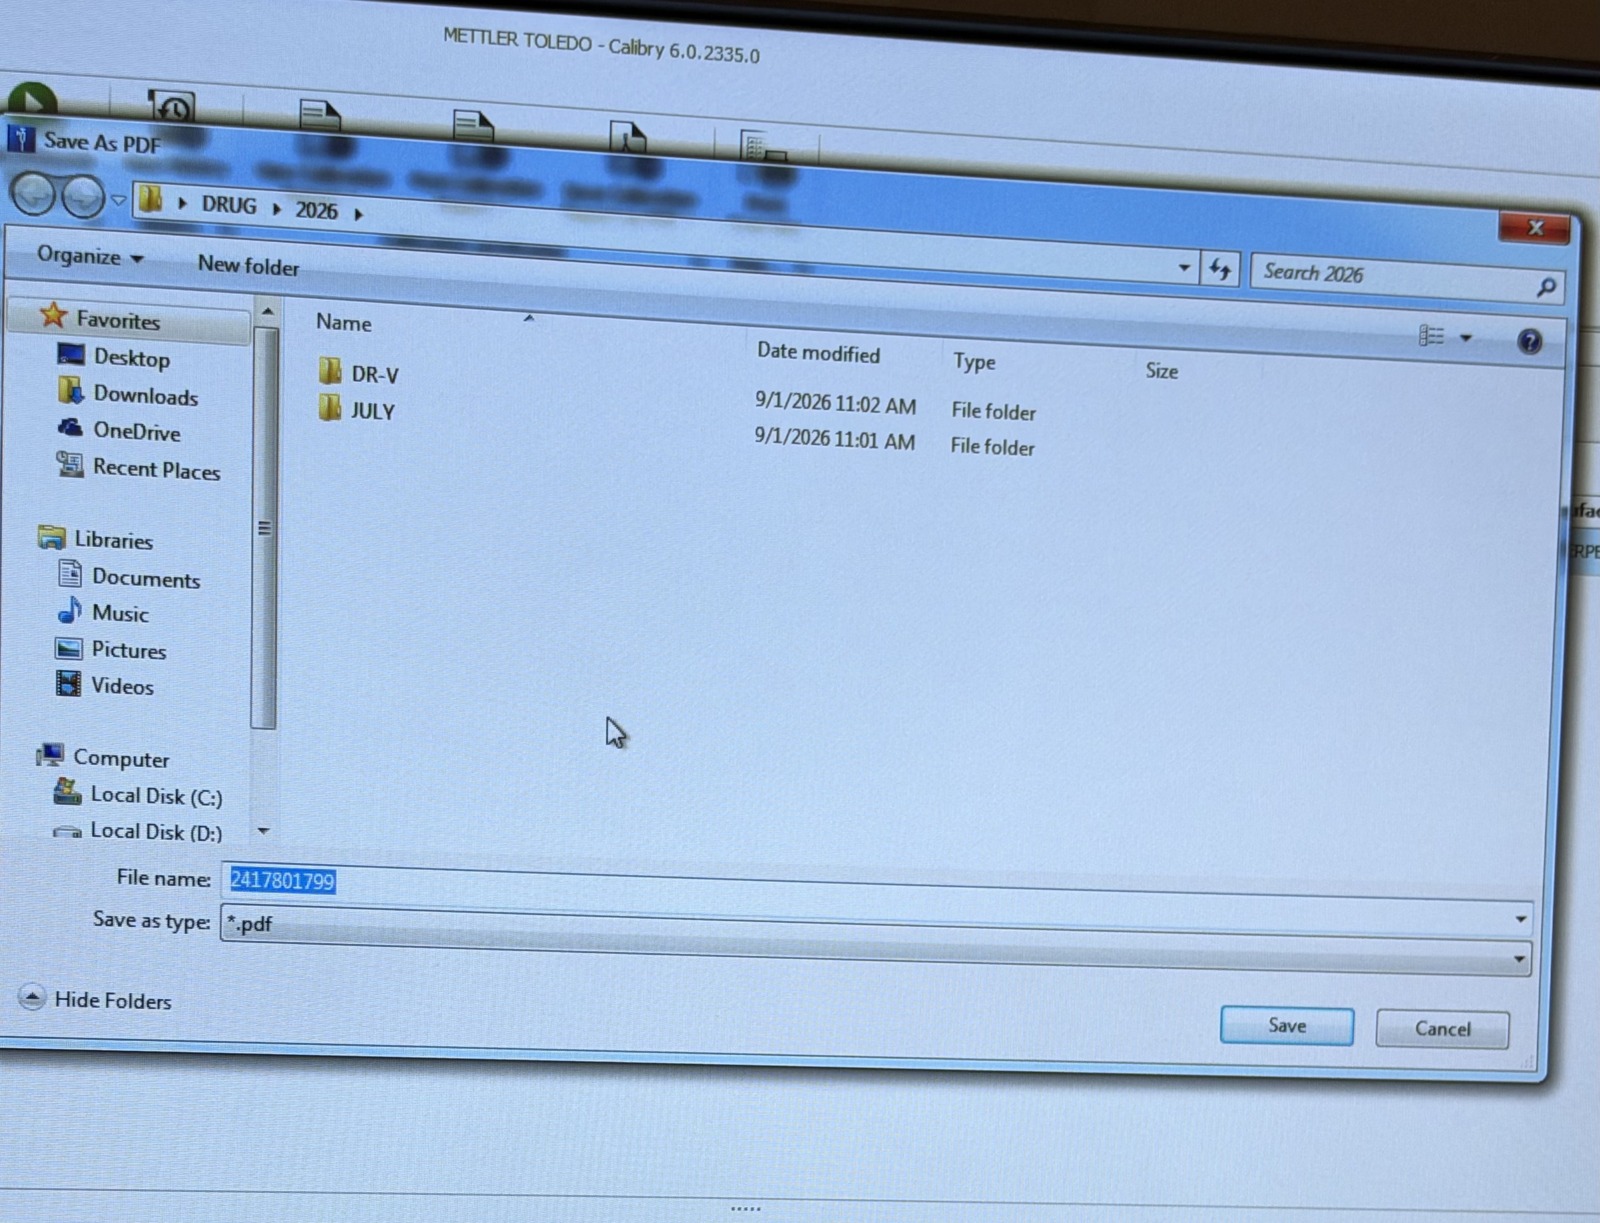 METTLER TOLEDO - Calibry 6.0.2335.0
Save As PDF
DRUG 2026
Search 2026
Organize New folder
Name Date modified Type Size
DR-V 9/1/2026 11:02 AM File folder
JULY 9/1/2026 11:01 AM File folder
Favorites
Desktop
Downloads
OneDrive
Recent Places
Libraries
Documents
Music
Pictures
Videos
Computer
Local Disk (C:)
Local Disk (D:)
File name: 2417801799
Save as type: *.pdf
Hide Folders
Save Cancel